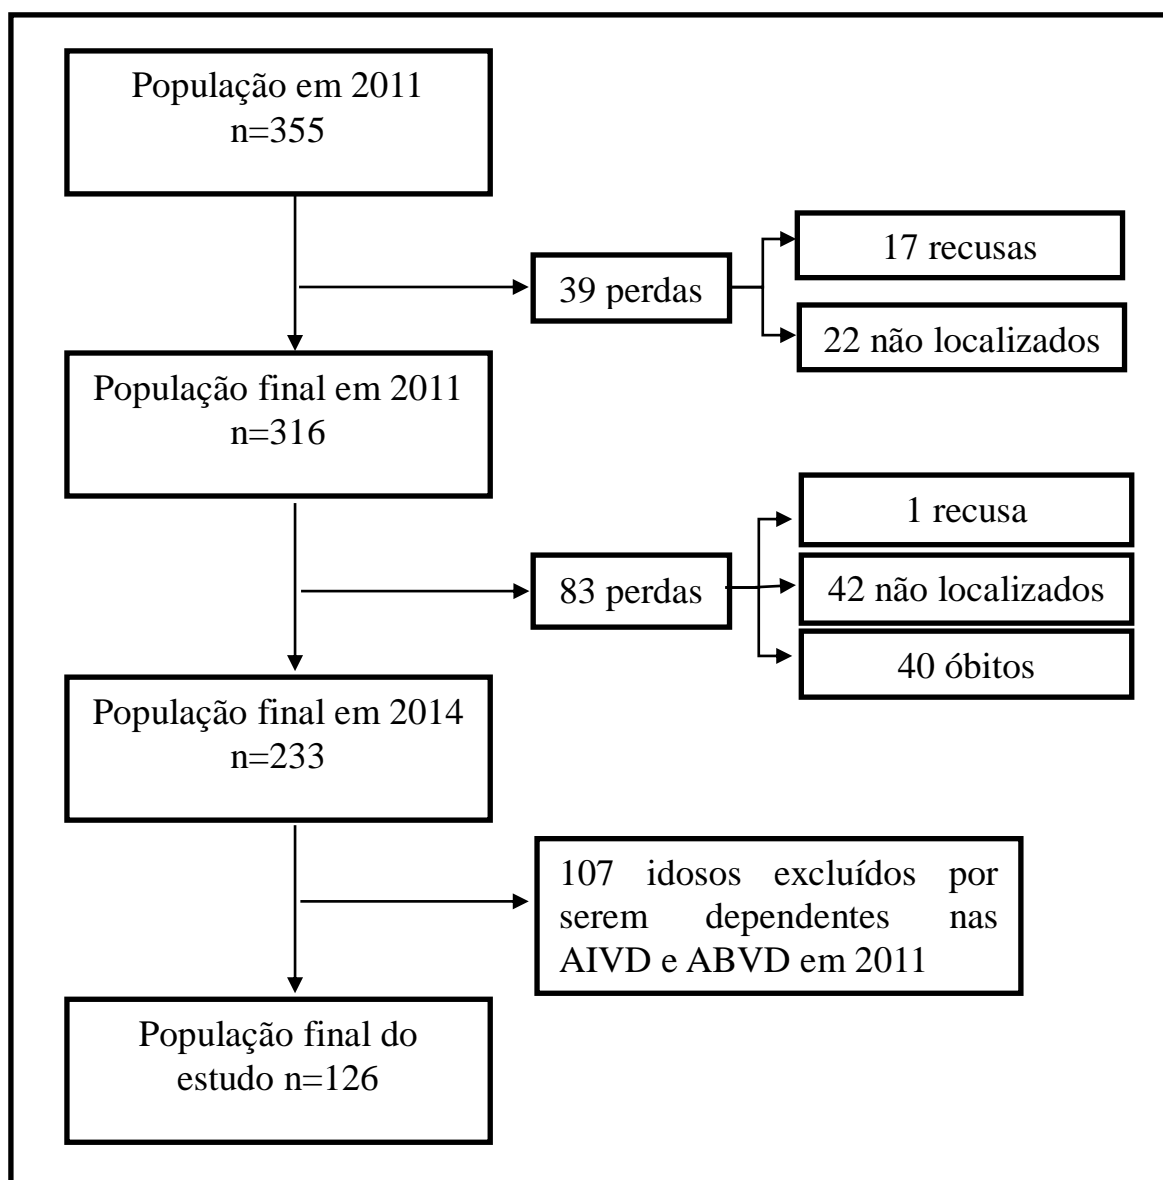 População em 2011
n=355
17 recusas
39 perdas
22 não localizados
População final em 2011
n=316
1 recusa
83 perdas
42 não localizados
40 óbitos
População final em 2014
n=233
107 idosos excluídos por
serem dependentes nas
AIVD e ABVD em 2011
População final do
estudo n=126